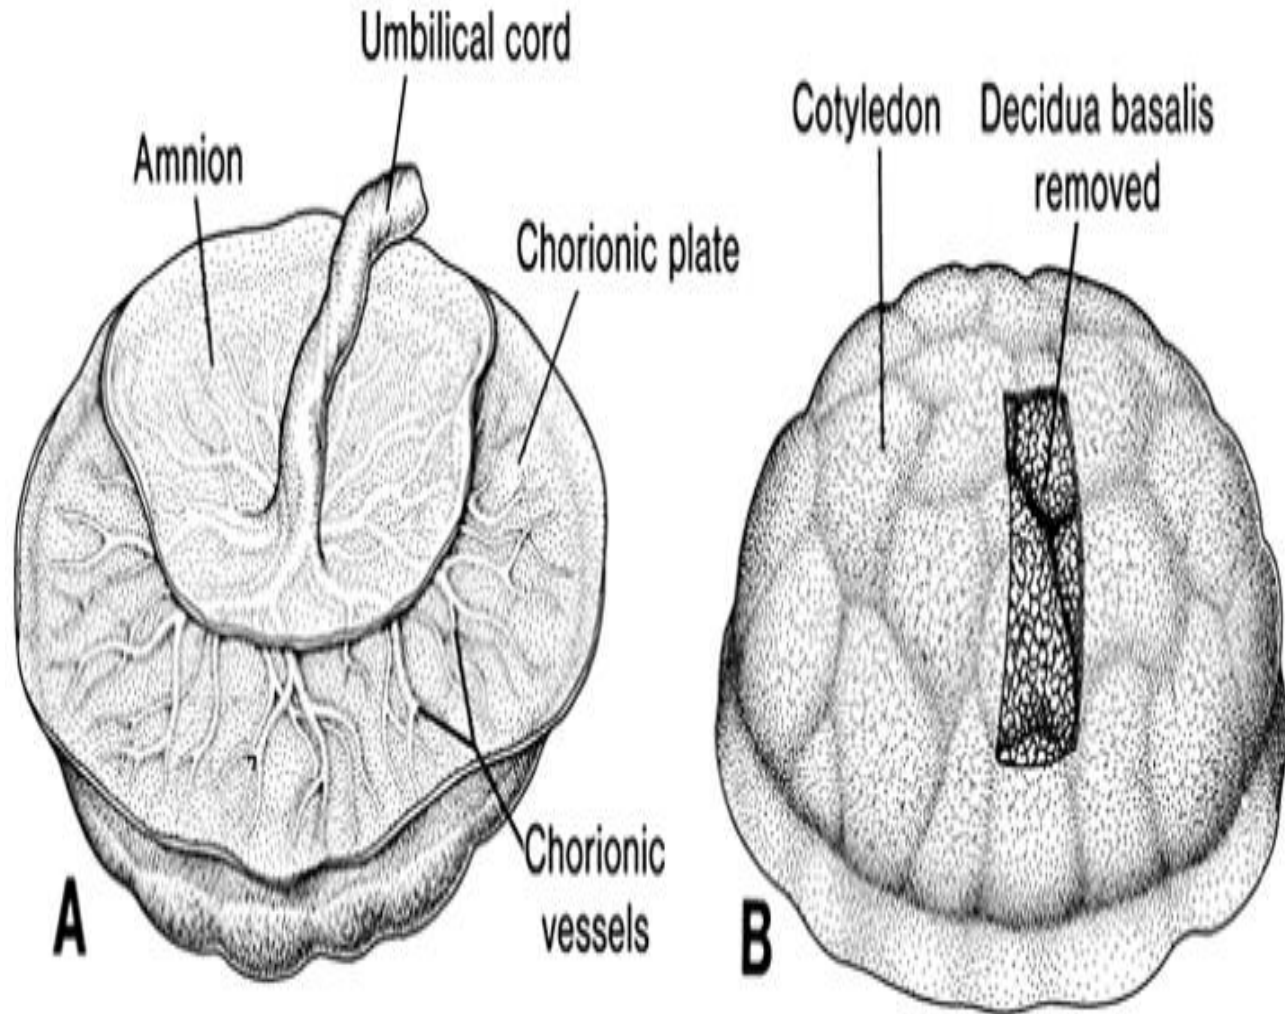 Umbilical cord
Amnion
Chorionic plate
Chorionic
vessels
A
Cotyledon
Decidua basalis
removed
B